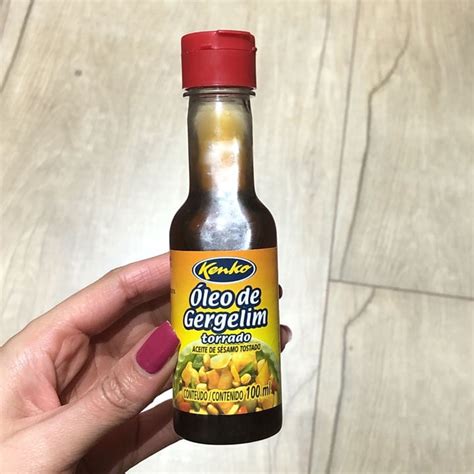 Kenko
Óleo de
Gergelim
torrado
ACEITE DE SÉSAMO TOSTADO
CONTEÚDO/CONTENIDO 100 ml